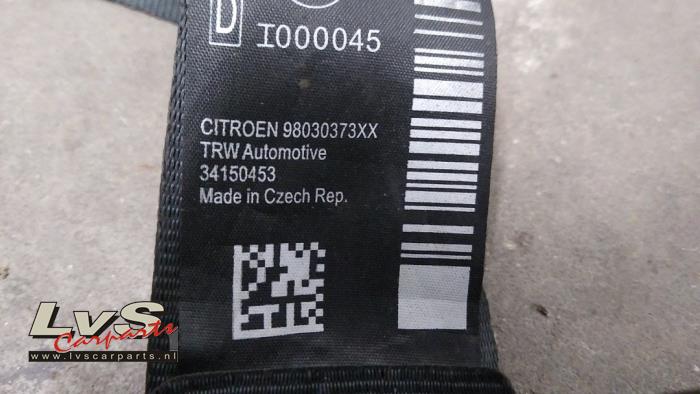 D
I000045
CITROEN 98030373XX
TRW Automotive
34150453
Made in Czech Rep.
LvS
Carparts
www.lvscarparts.nl